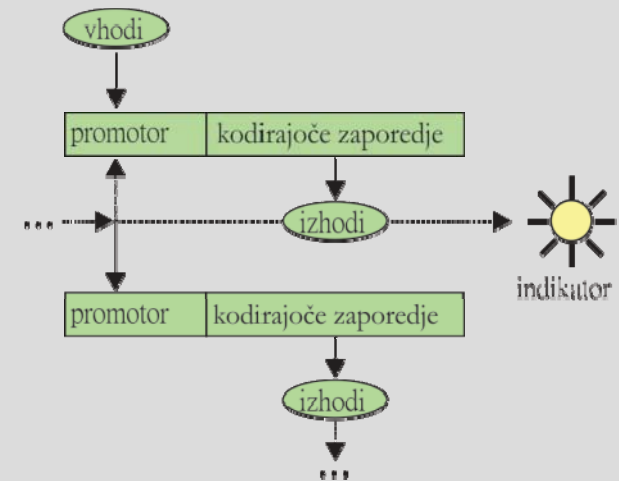 vhodi
promotor kodirajoče zaporedje
... izhodi
indikator
promotor kodirajoče zaporedje
izhodi
...